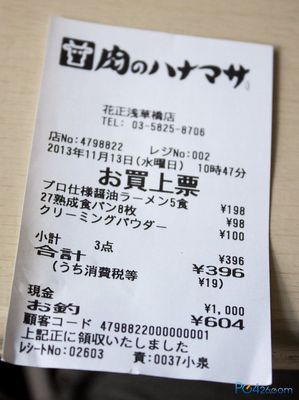 肉のハナマサ
花正浅草橋店
TEL: 03-5825-8706
店No:4798822 レジNo:002
2013年11月13日(水曜日) 10時47分
お買上票
プロ仕様醤油ラーメン5食 ¥198
27熟成食パン8枚 ¥98
クリーミングパウダー ¥100
小計 3点 ¥396
合計 ¥396
(うち消費税等 ¥19)
現金 ¥1,000
お釣 ¥604
顧客コード 4798822000000001
上記正に領収いたしました
レシートNo:02603 責:0037小泉
PC426.com